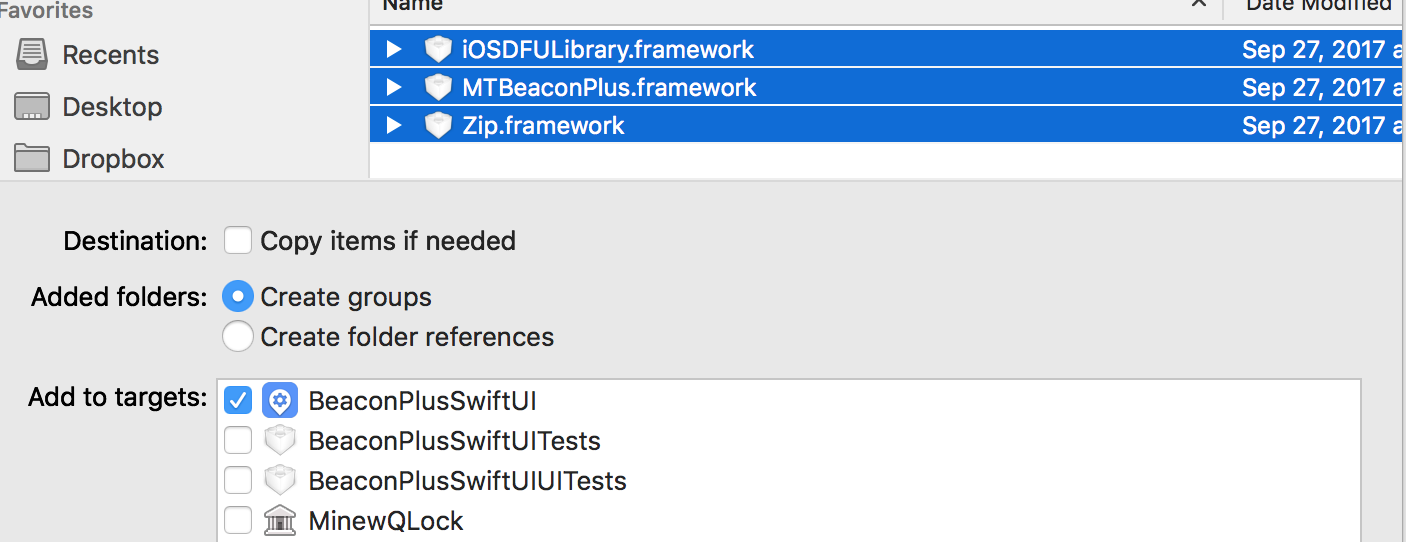 Favorites
Name
Date Modified
Recents
Desktop
Dropbox
iOSDFULibrary.framework
Sep 27, 2017 a
MTBeaconPlus.framework
Sep 27, 2017 a
Zip.framework
Sep 27, 2017 a
Destination:
Copy items if needed
Added folders:
Create groups
Create folder references
Add to targets:
BeaconPlusSwiftUI
BeaconPlusSwiftUITests
BeaconPlusSwiftUIUITests
MinewQLock